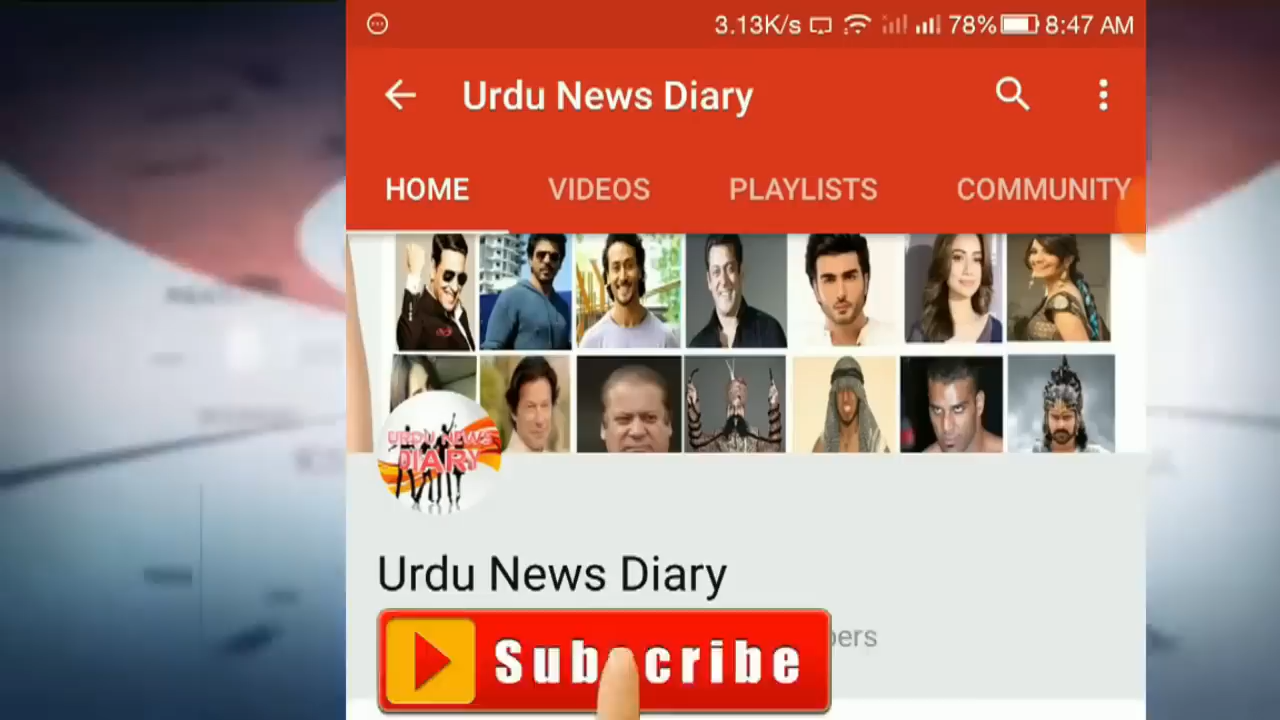 3.13K/s 78% 8:47 AM
Urdu News Diary
HOME VIDEOS PLAYLISTS COMMUNITY
URDU NEWS
DIARY
Urdu News Diary
Subscribe